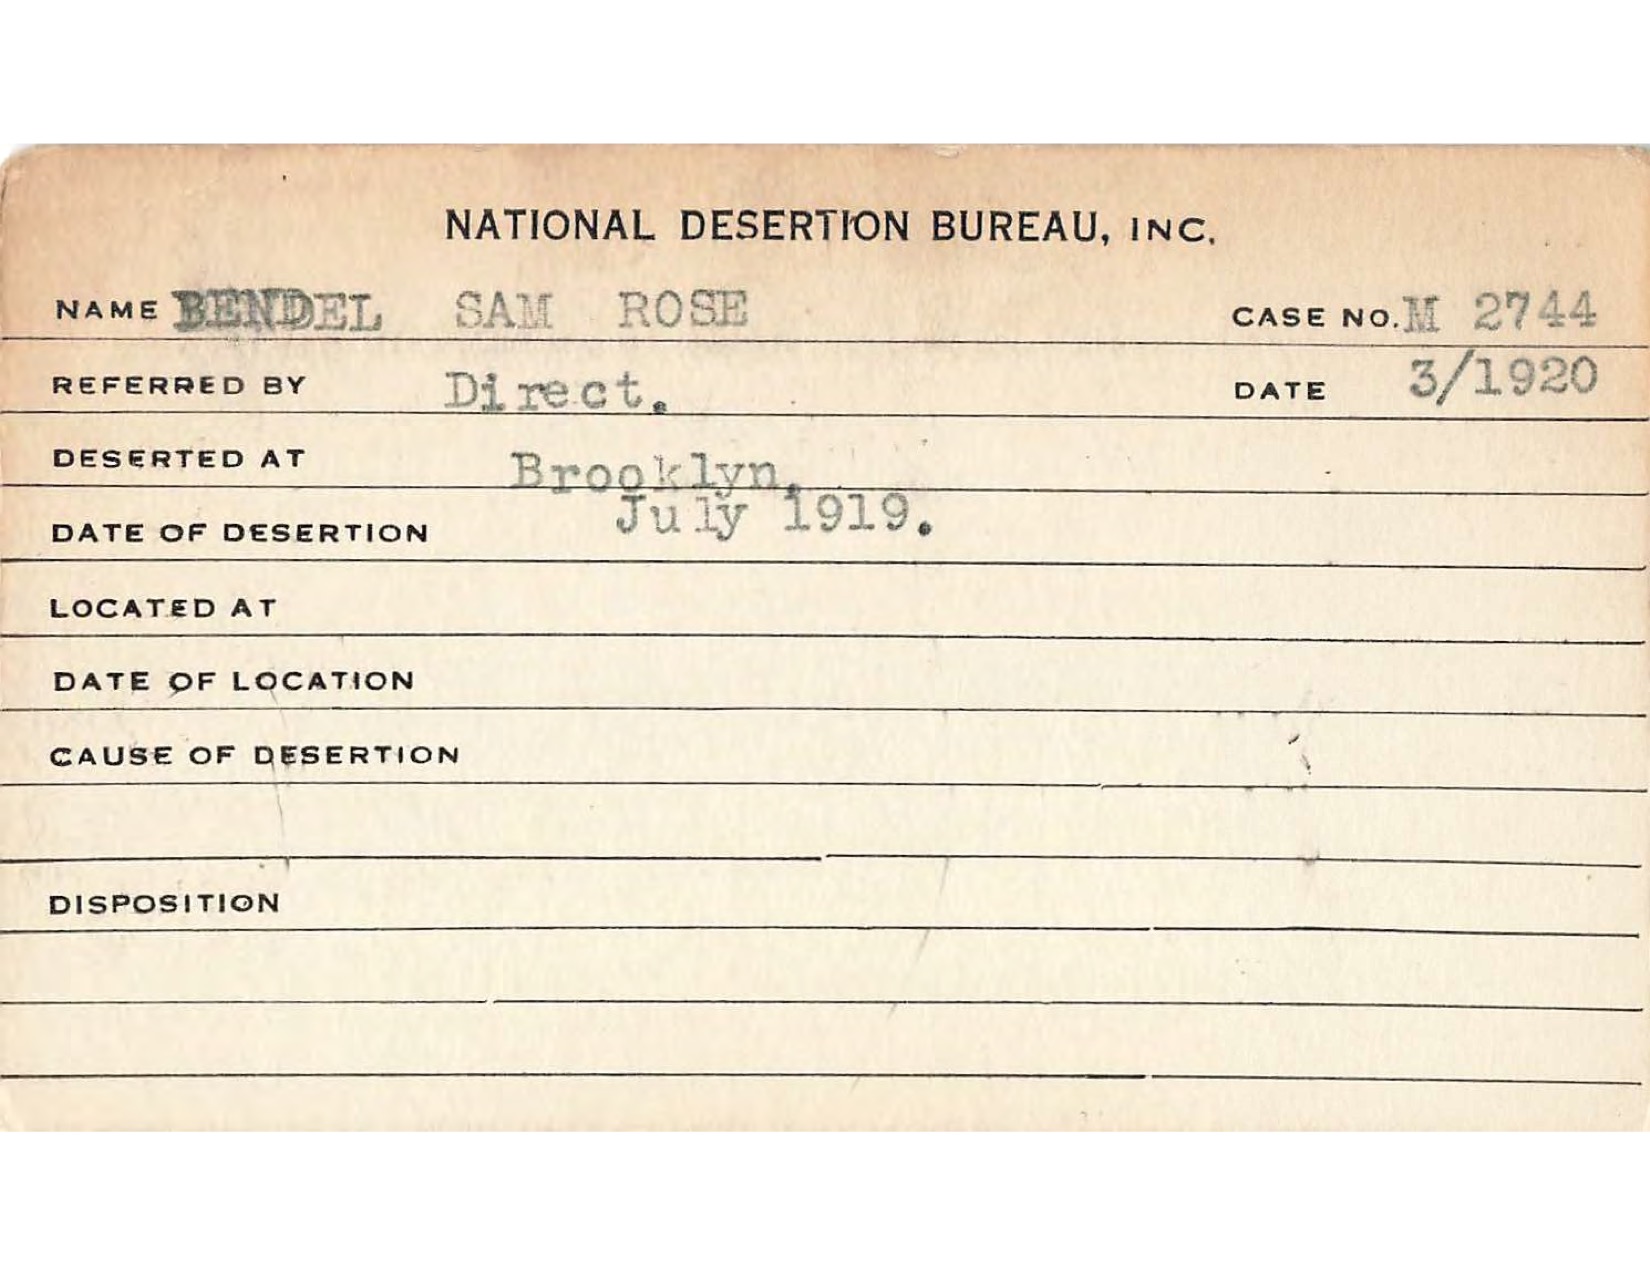 NATIONAL DESERTION BUREAU, INC.
NAME BENDEL SAM ROSE CASE NO. M 2744
REFERRED BY Direct. DATE 3/1920
DESERTED AT Brooklyn,
DATE OF DESERTION July 1919.
LOCATED AT
DATE OF LOCATION
CAUSE OF DESERTION
DISPOSITION